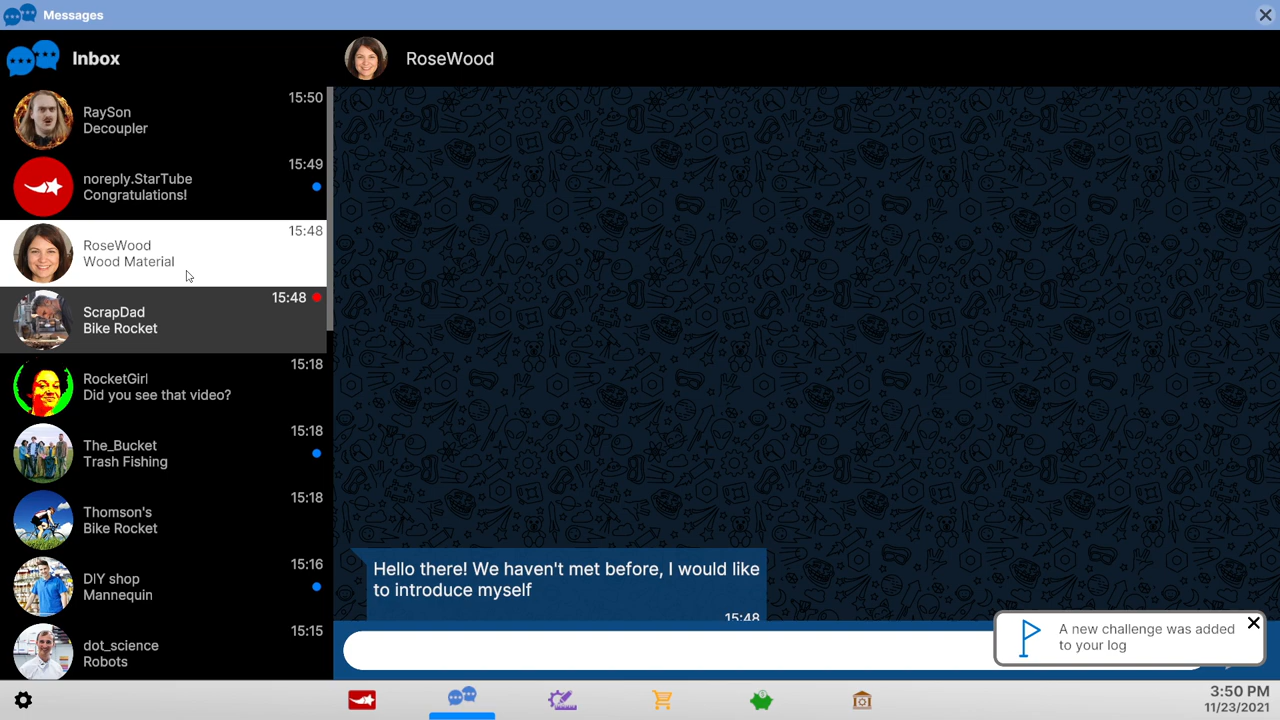 Messages
Inbox
RoseWood
RaySon
Decoupler
15:50
noreply.StarTube
Congratulations!
15:49
RoseWood
Wood Material
15:48
ScrapDad
Bike Rocket
15:48
RocketGirl
Did you see that video?
15:18
The_Bucket
Trash Fishing
15:18
Thomson's
Bike Rocket
15:18
DIY shop
Mannequin
15:16
dot_science
Robots
15:15
Hello there! We haven't met before, I would like
to introduce myself
15:48
A new challenge was added
to your log
3:50 PM
11/23/2021